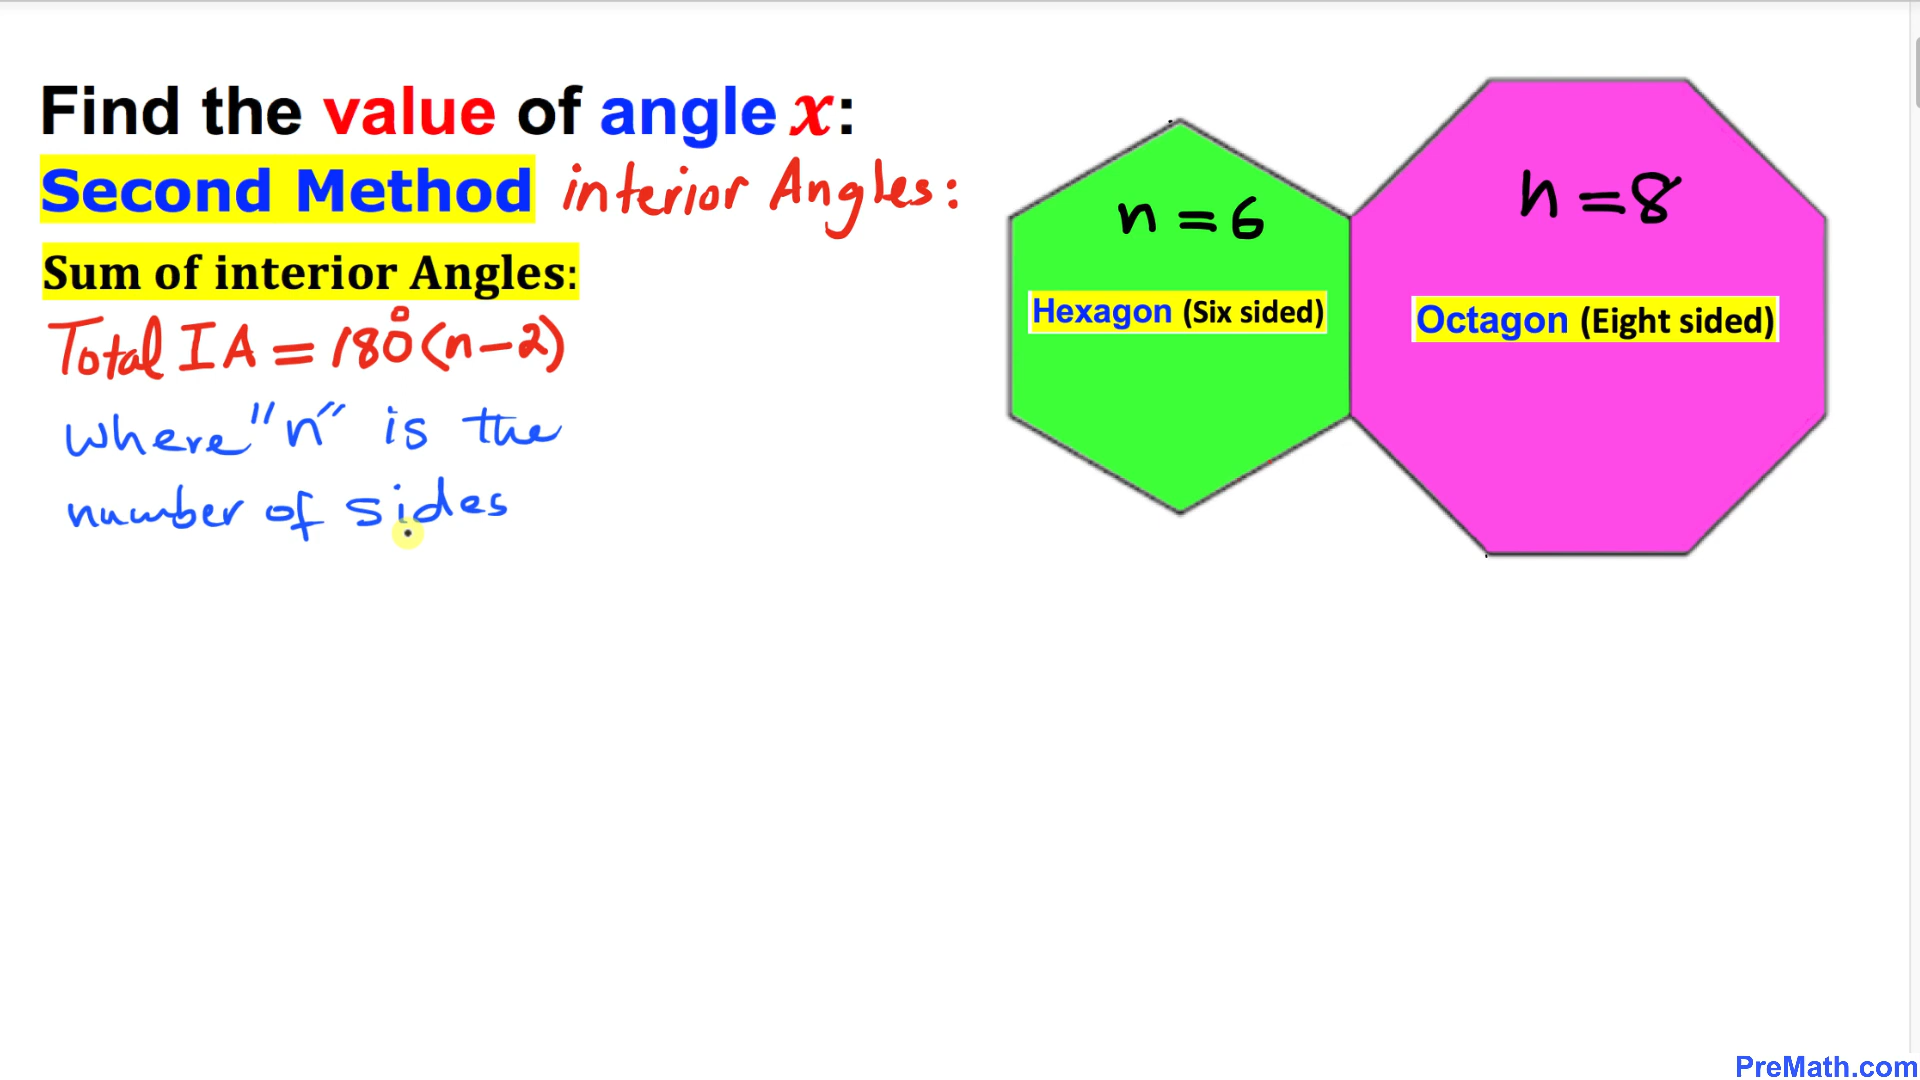 Find the value of angle x:
Second Method interior Angles:
Sum of interior Angles:
Total IA = 180°(n-2)
where "n" is the
number of sides
n = 6
Hexagon (Six sided)
n = 8
Octagon (Eight sided)
PreMath.com